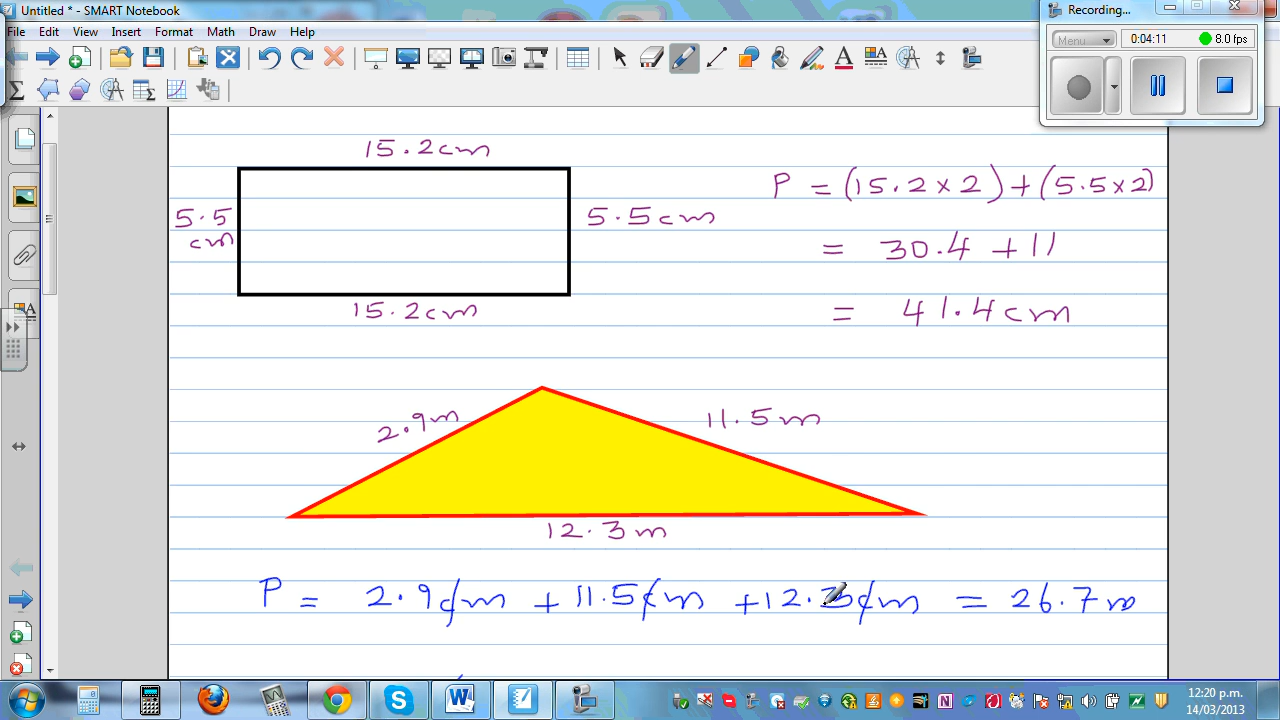 Untitled * - SMART Notebook
Recording...
File Edit View Insert Format Math Draw Help
Menu
0:04:11
8.0 fps
15.2cm
5.5
cm
5.5cm
15.2cm
P = (15.2 × 2) + (5.5 × 2)
= 30.4 + 11
= 41.4cm
2.9m
11.5m
12.3m
P = 2.9cm + 11.5cm + 12.3cm = 26.7m
12:20 p.m.
14/03/2013